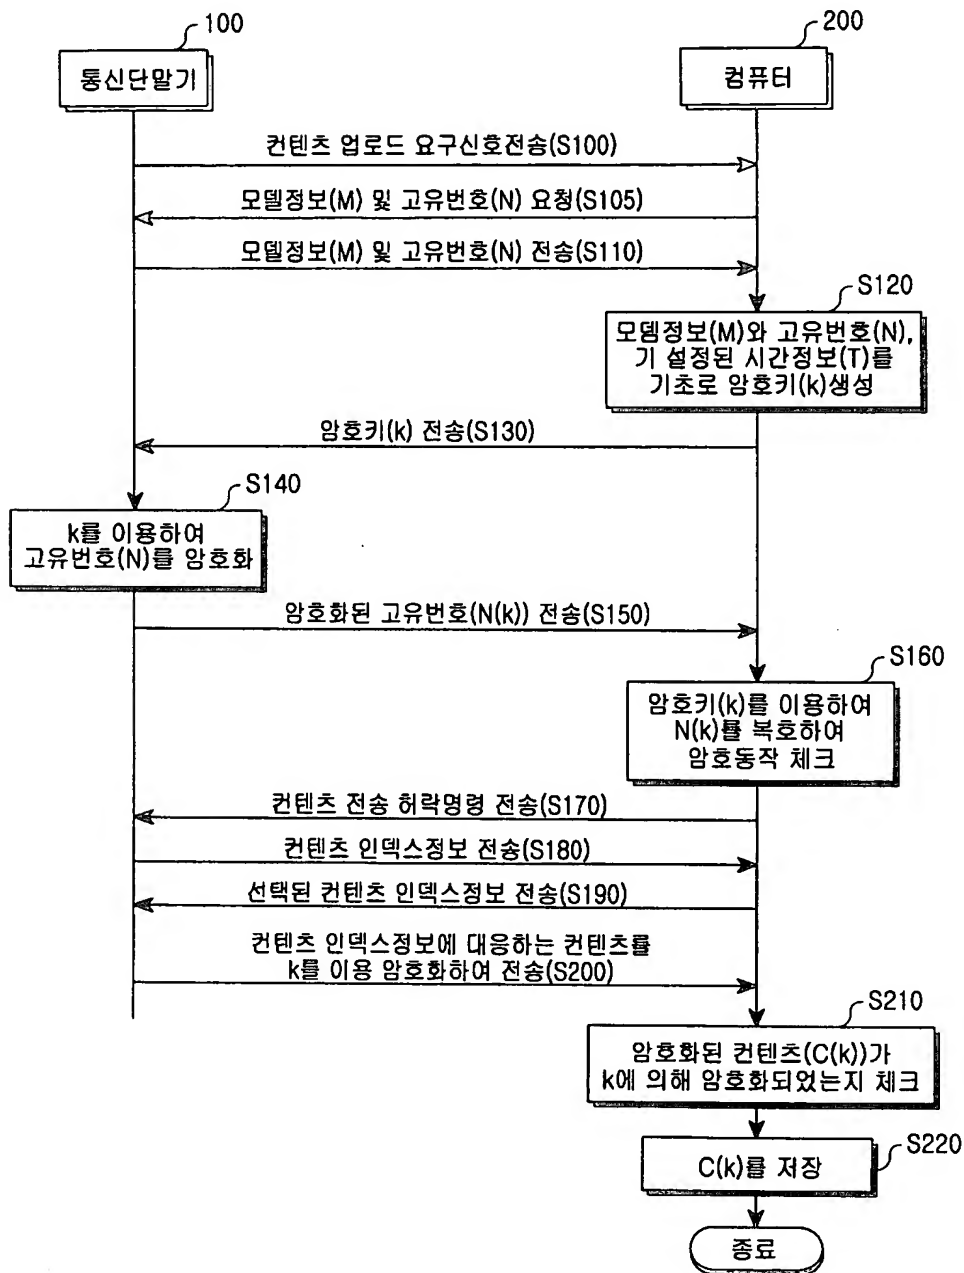 100
200
통신단말기
컴퓨터
컨텐츠 업로드 요구신호전송(S100)
모델정보(M) 및 고유번호(N) 요청(S105)
모델정보(M) 및 고유번호(N) 전송(S110)
S120
모뎀정보(M)와 고유번호(N),
기 설정된 시간정보(T)를
기초로 암호키(k)생성
암호키(k) 전송(S130)
S140
k를 이용하여
고유번호(N)를 암호화
암호화된 고유번호(N(k)) 전송(S150)
S160
암호키(k)를 이용하여
N(k)를 복호하여
암호동작 체크
컨텐츠 전송 허락명령 전송(S170)
컨텐츠 인덱스정보 전송(S180)
선택된 컨텐츠 인덱스정보 전송(S190)
컨텐츠 인덱스정보에 대응하는 컨텐츠를
k를 이용 암호화하여 전송(S200)
S210
암호화된 컨텐츠(C(k))가
k에 의해 암호화되었는지 체크
S220
C(k)를 저장
종료